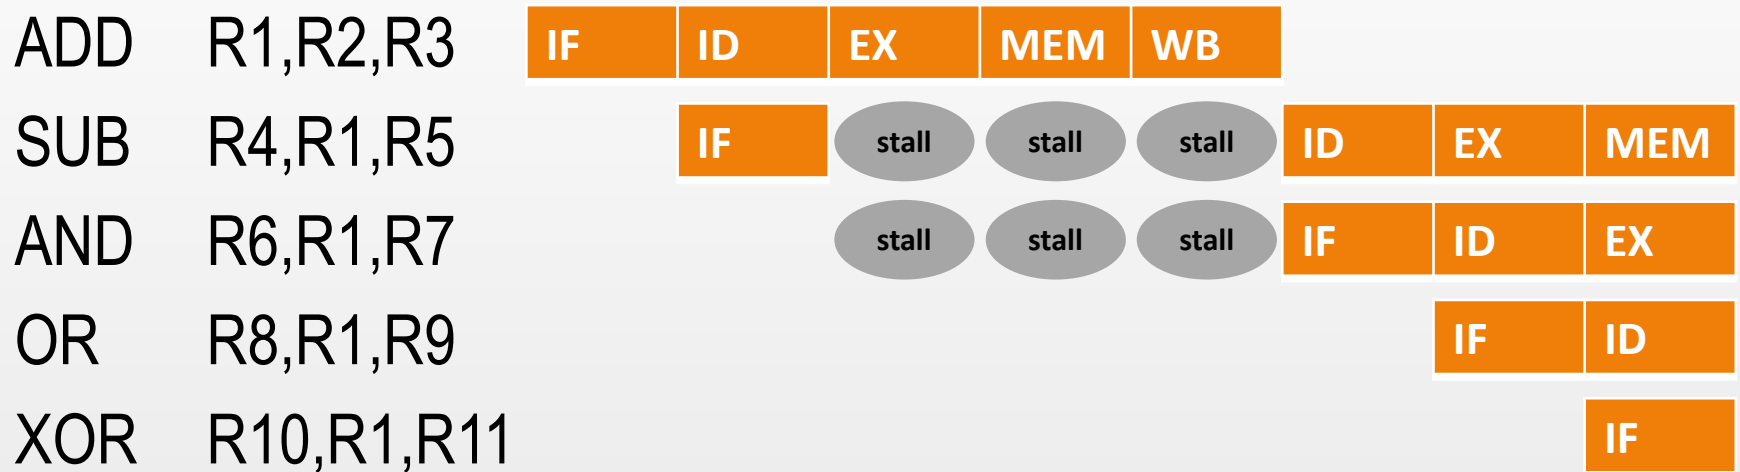 ADD R1,R2,R3 IF ID EX MEM WB
SUB R4,R1,R5 IF stall stall stall ID EX MEM
AND R6,R1,R7 stall stall stall IF ID EX
OR R8,R1,R9 IF ID
XOR R10,R1,R11 IF